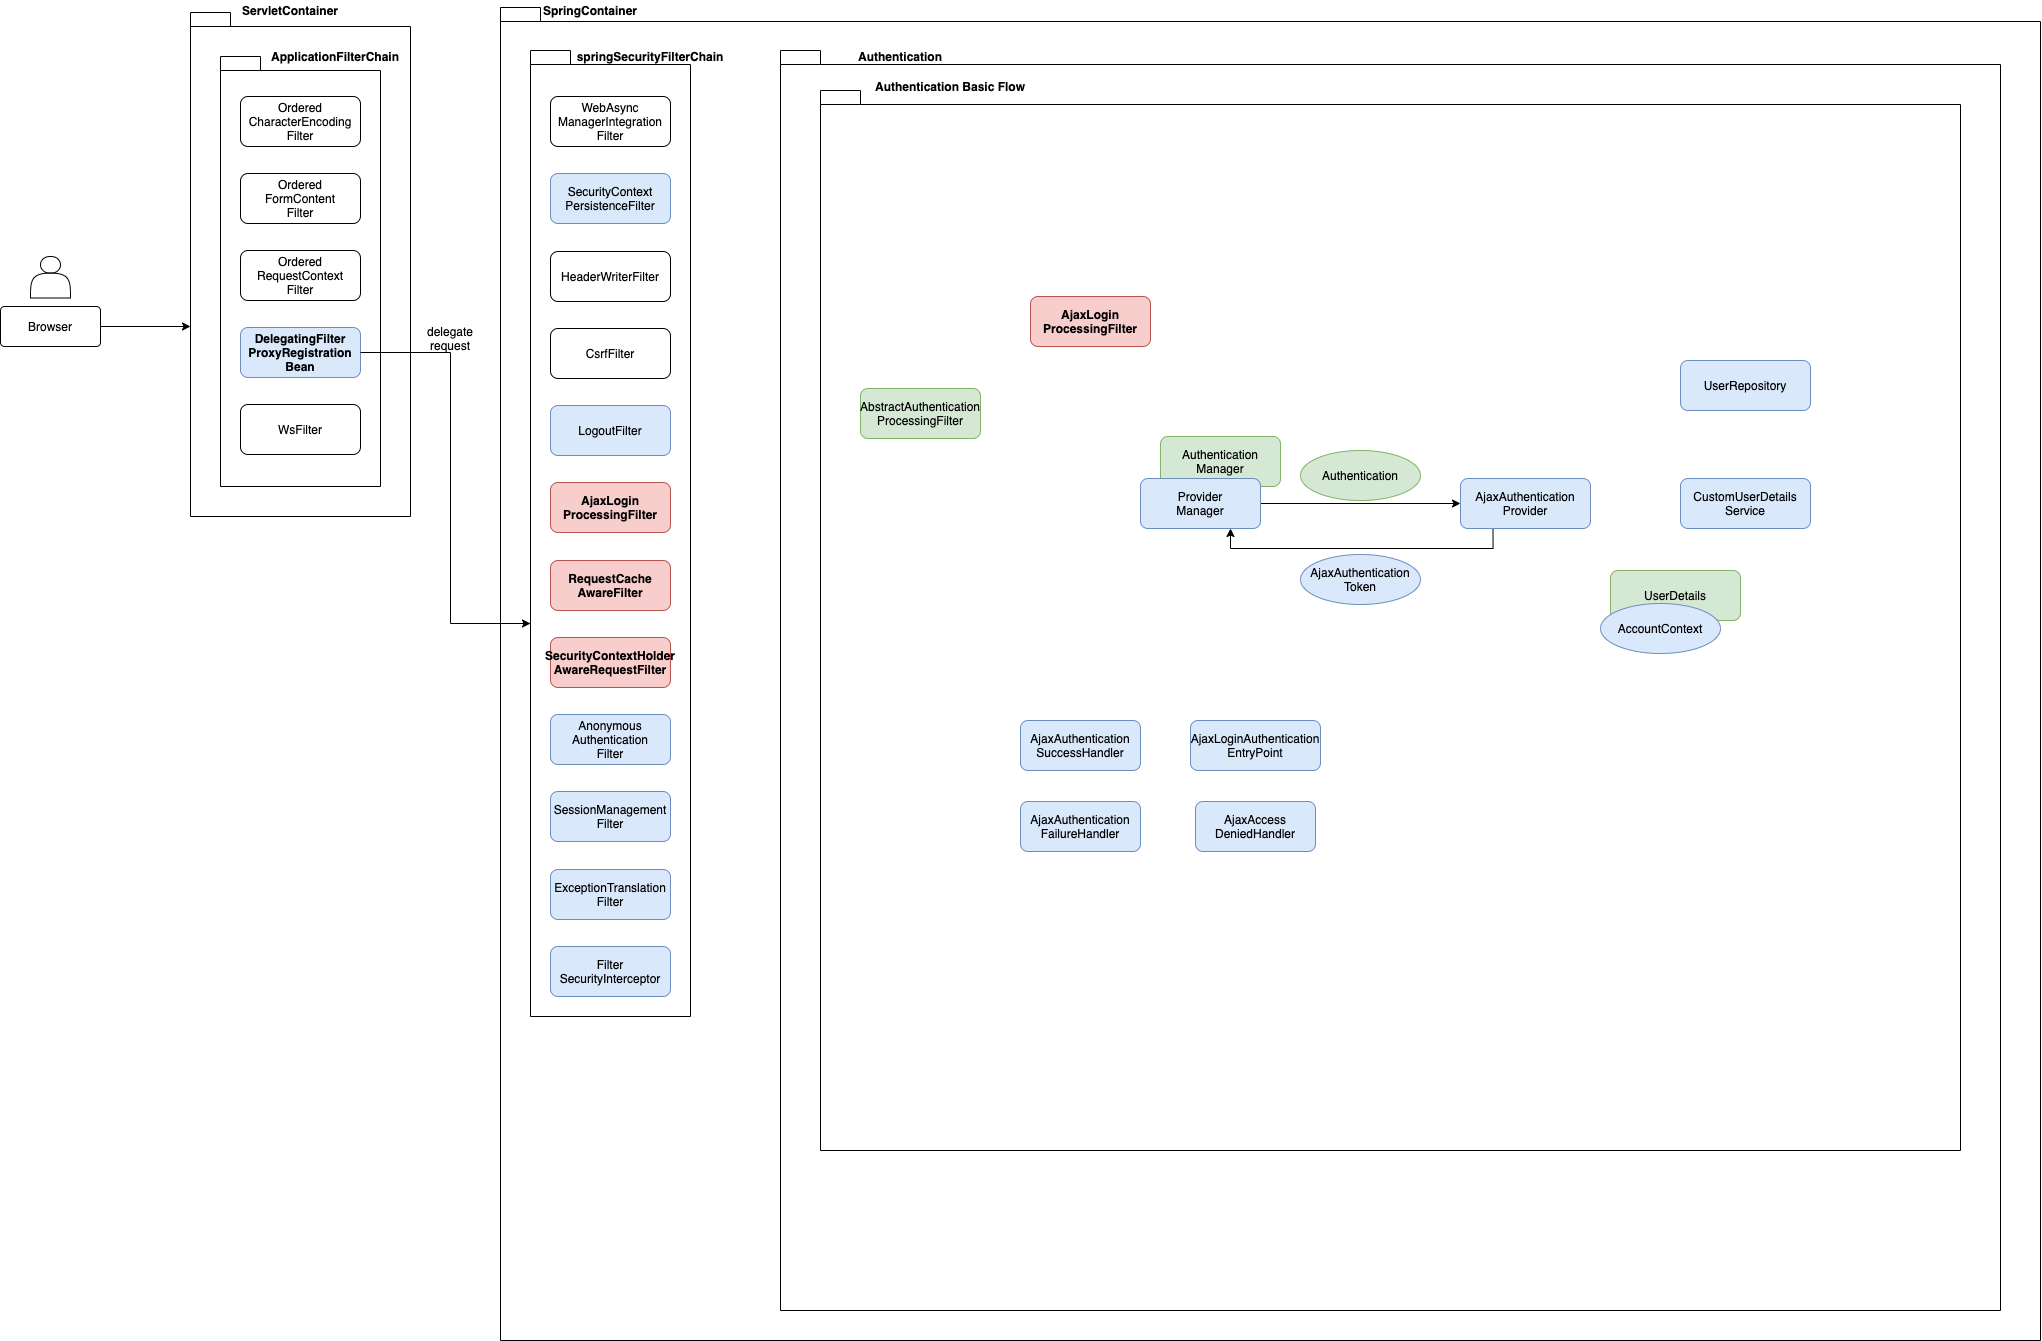 ServletContainer
ApplicationFilterChain
Ordered
CharacterEncoding
Filter
Ordered
FormContent
Filter
Ordered
RequestContext
Filter
DelegatingFilter
ProxyRegistration
Bean
WsFilter
Browser
delegate
request
SpringContainer
springSecurityFilterChain
WebAsync
ManagerIntegration
Filter
SecurityContext
PersistenceFilter
HeaderWriterFilter
CsrfFilter
LogoutFilter
AjaxLogin
ProcessingFilter
RequestCache
AwareFilter
SecurityContextHolder
AwareRequestFilter
Anonymous
Authentication
Filter
SessionManagement
Filter
ExceptionTranslation
Filter
Filter
SecurityInterceptor
Authentication
Authentication Basic Flow
AjaxLogin
ProcessingFilter
AbstractAuthentication
ProcessingFilter
Authentication
Manager
Provider
Manager
Authentication
AjaxAuthentication
Provider
AjaxAuthentication
Token
UserRepository
CustomUserDetails
Service
UserDetails
AccountContext
AjaxAuthentication
SuccessHandler
AjaxLoginAuthentication
EntryPoint
AjaxAuthentication
FailureHandler
AjaxAccess
DeniedHandler